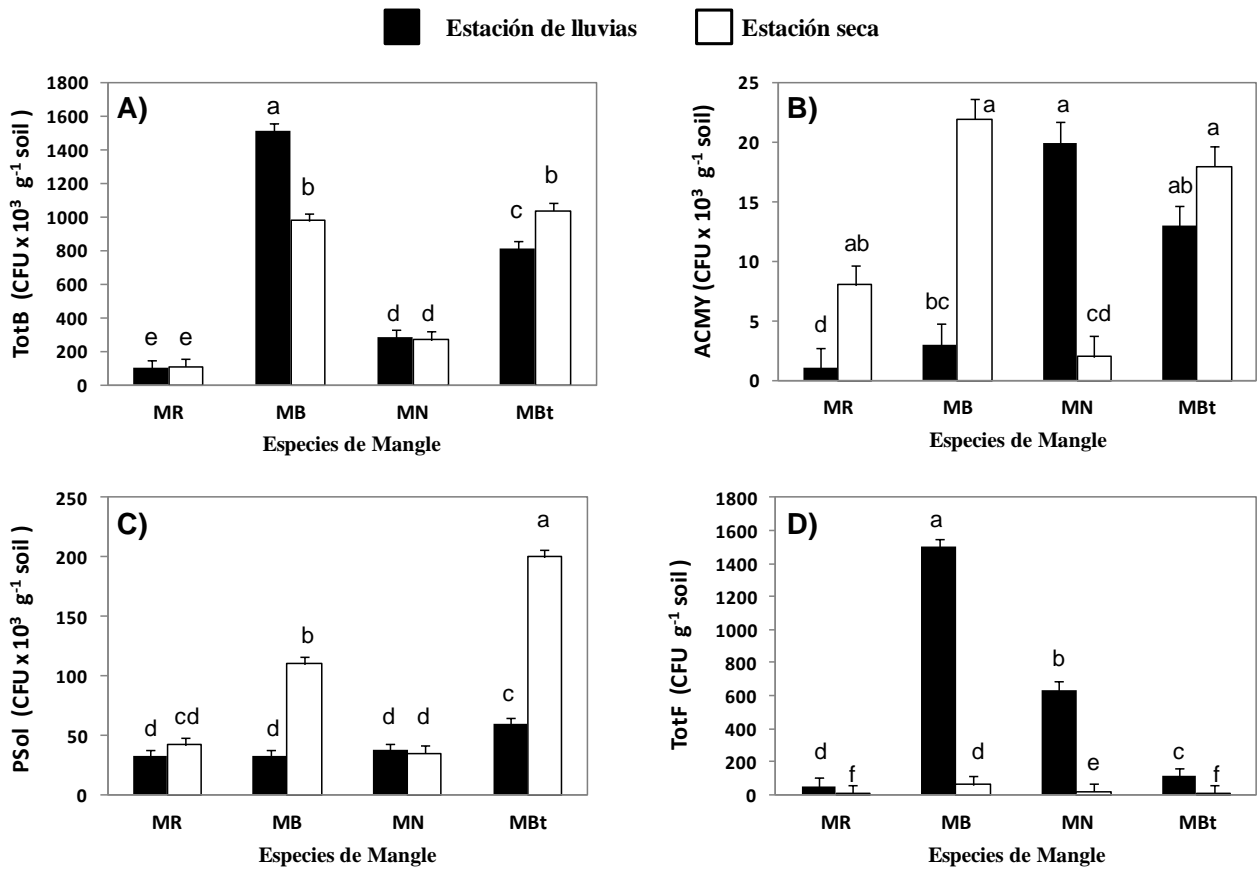 Estación de lluvias
Estación seca
A)
TotB (CFU x 10³ g⁻¹ soil )
1800
1600
1400
1200
1000
800
600
400
200
0
e e a b d d c b
MR MB MN MBt
Especies de Mangle
B)
ACMY (CFU x 10³ g⁻¹ soil)
25
20
15
10
5
0
d ab bc a a cd ab a
MR MB MN MBt
Especies de Mangle
C)
PSol (CFU x 10³ g⁻¹ soil )
250
200
150
100
50
0
d cd d b d d c a
MR MB MN MBt
Especies de Mangle
D)
TotF (CFU g⁻¹ soil)
1800
1600
1400
1200
1000
800
600
400
200
0
d f a d b e c f
MR MB MN MBt
Especies de Mangle